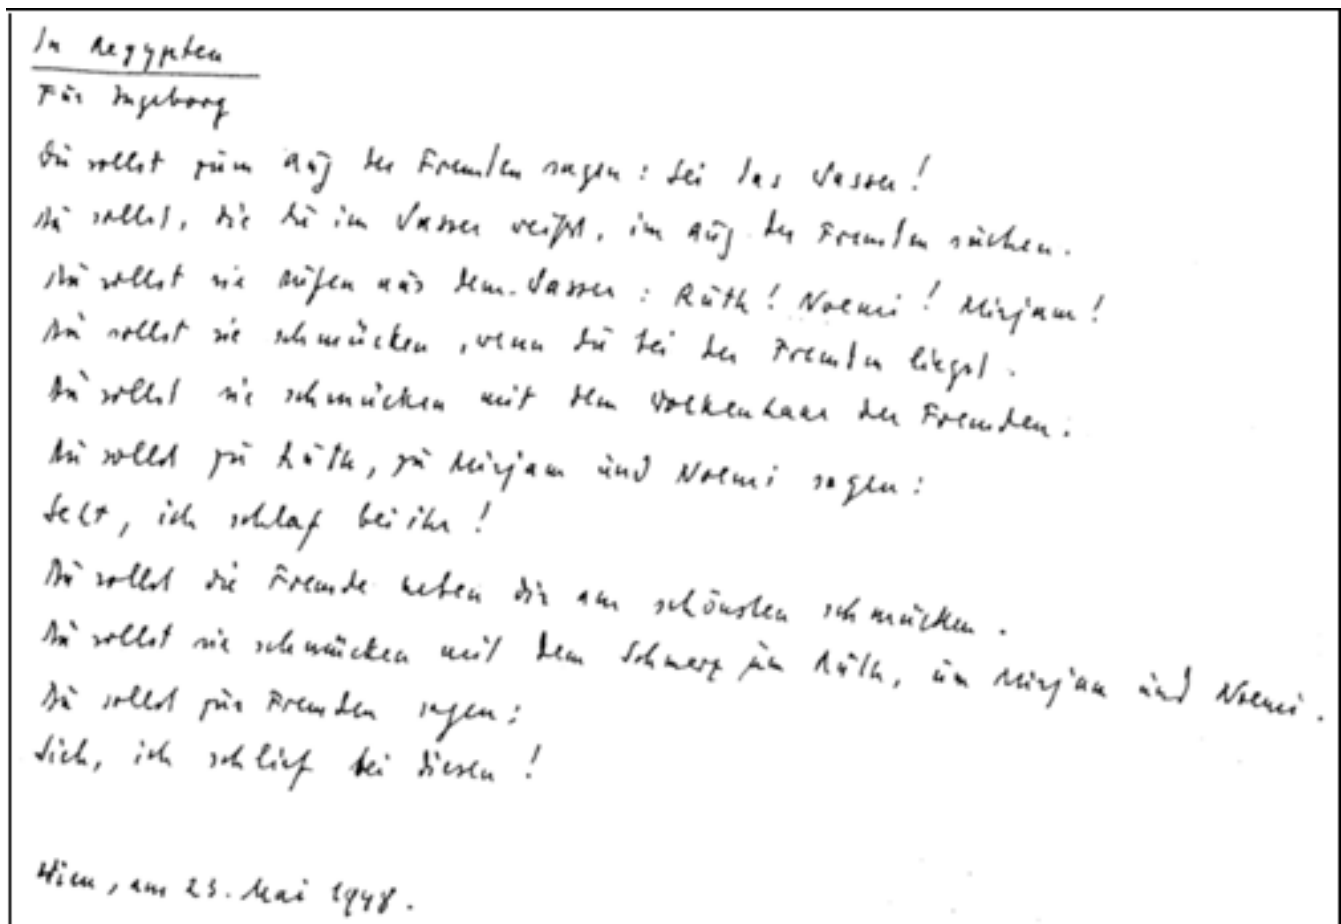 In Aegypten
Für Ingeborg
Du sollst zum Aug der Fremden sagen: Sei das Wasser!
Du sollst, die du im Wasser weißt, im Aug der Fremden suchen.
Du sollst sie rufen aus dem Wasser: Ruth! Noemi! Mirjam!
Du sollst sie schmücken, wenn du bei der Fremden liegst.
Du sollst sie schmücken mit dem Wolkenhaar der Fremden.
Du sollst zu Ruth, zu Mirjam und Noemi sagen:
Seht, ich schlaf bei ihr!
Du sollst die Fremde neben dir am schönsten schmücken.
Du sollst sie schmücken mit dem Schmerz um Ruth, um Mirjam und Noemi.
Du sollst zur Fremden sagen:
Sieh, ich schlief bei diesen!
Wien, am 23. Mai 1948.